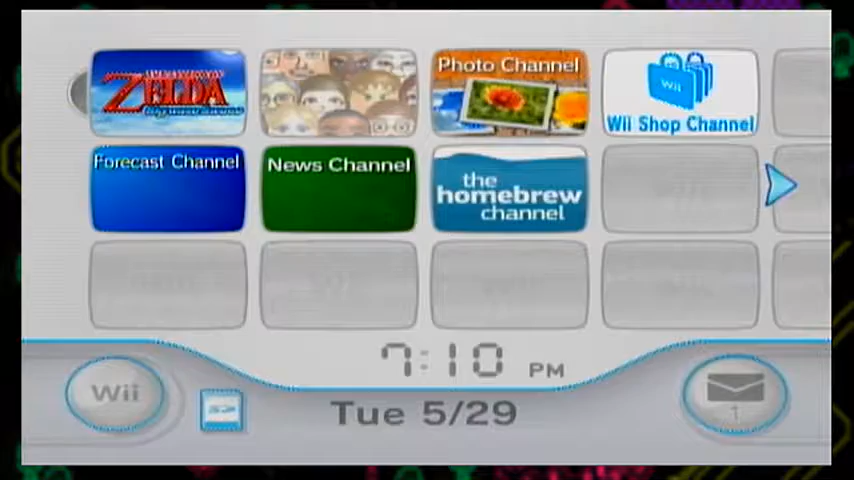 ZELDA
Photo Channel
Wii
Wii Shop Channel
Forecast Channel
News Channel
the
homebrew
channel
7:10 PM
Wii
Tue 5/29
1